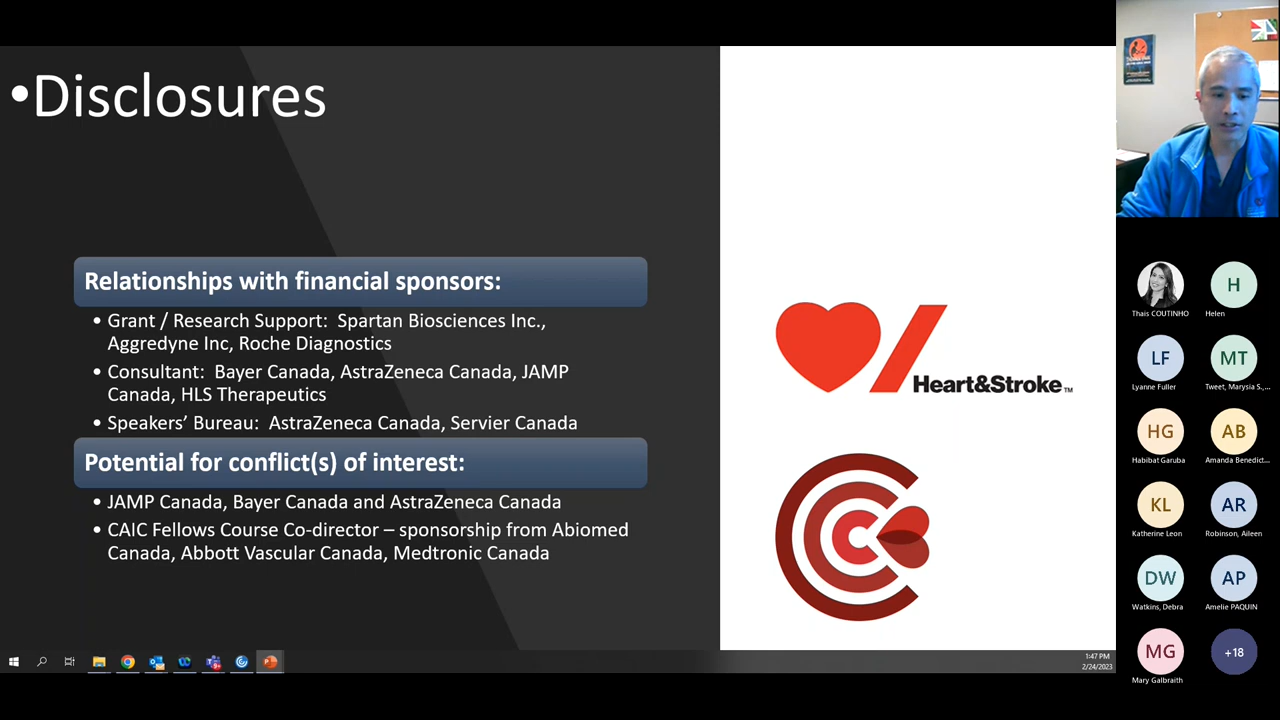 •Disclosures
Relationships with financial sponsors:
• Grant / Research Support:  Spartan Biosciences Inc.,
Aggredyne Inc, Roche Diagnostics
• Consultant:  Bayer Canada, AstraZeneca Canada, JAMP
Canada, HLS Therapeutics
• Speakers’ Bureau:  AstraZeneca Canada, Servier Canada
Potential for conflict(s) of interest:
• JAMP Canada, Bayer Canada and AstraZeneca Canada
• CAIC Fellows Course Co-director – sponsorship from Abiomed
Canada, Abbott Vascular Canada, Medtronic Canada
Heart&Stroke™
1:47 PM
2/24/2023
Thais COUTINHO
H
Helen
LF
Lyanne Fuller
MT
Tweet, Marysia S.,...
HG
Habibat Garuba
AB
Amanda Benedict...
KL
Katherine Leon
AR
Robinson, Aileen
DW
Watkins, Debra
AP
Amelie PAQUIN
MG
Mary Galbraith
+18